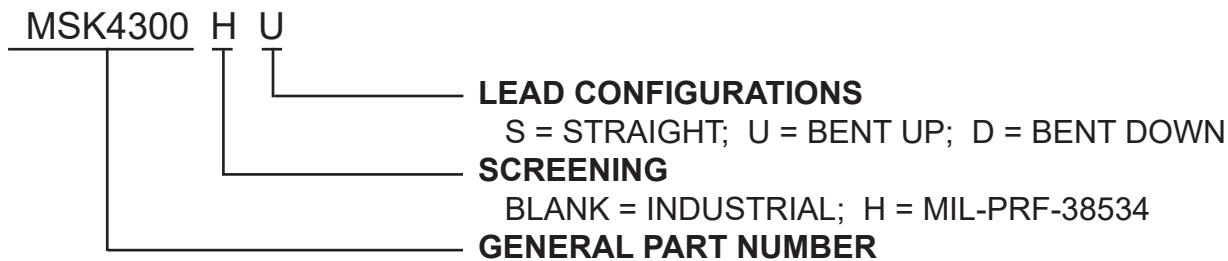 MSK4300 H U
LEAD CONFIGURATIONS
S = STRAIGHT; U = BENT UP; D = BENT DOWN
SCREENING
BLANK = INDUSTRIAL; H = MIL-PRF-38534
GENERAL PART NUMBER